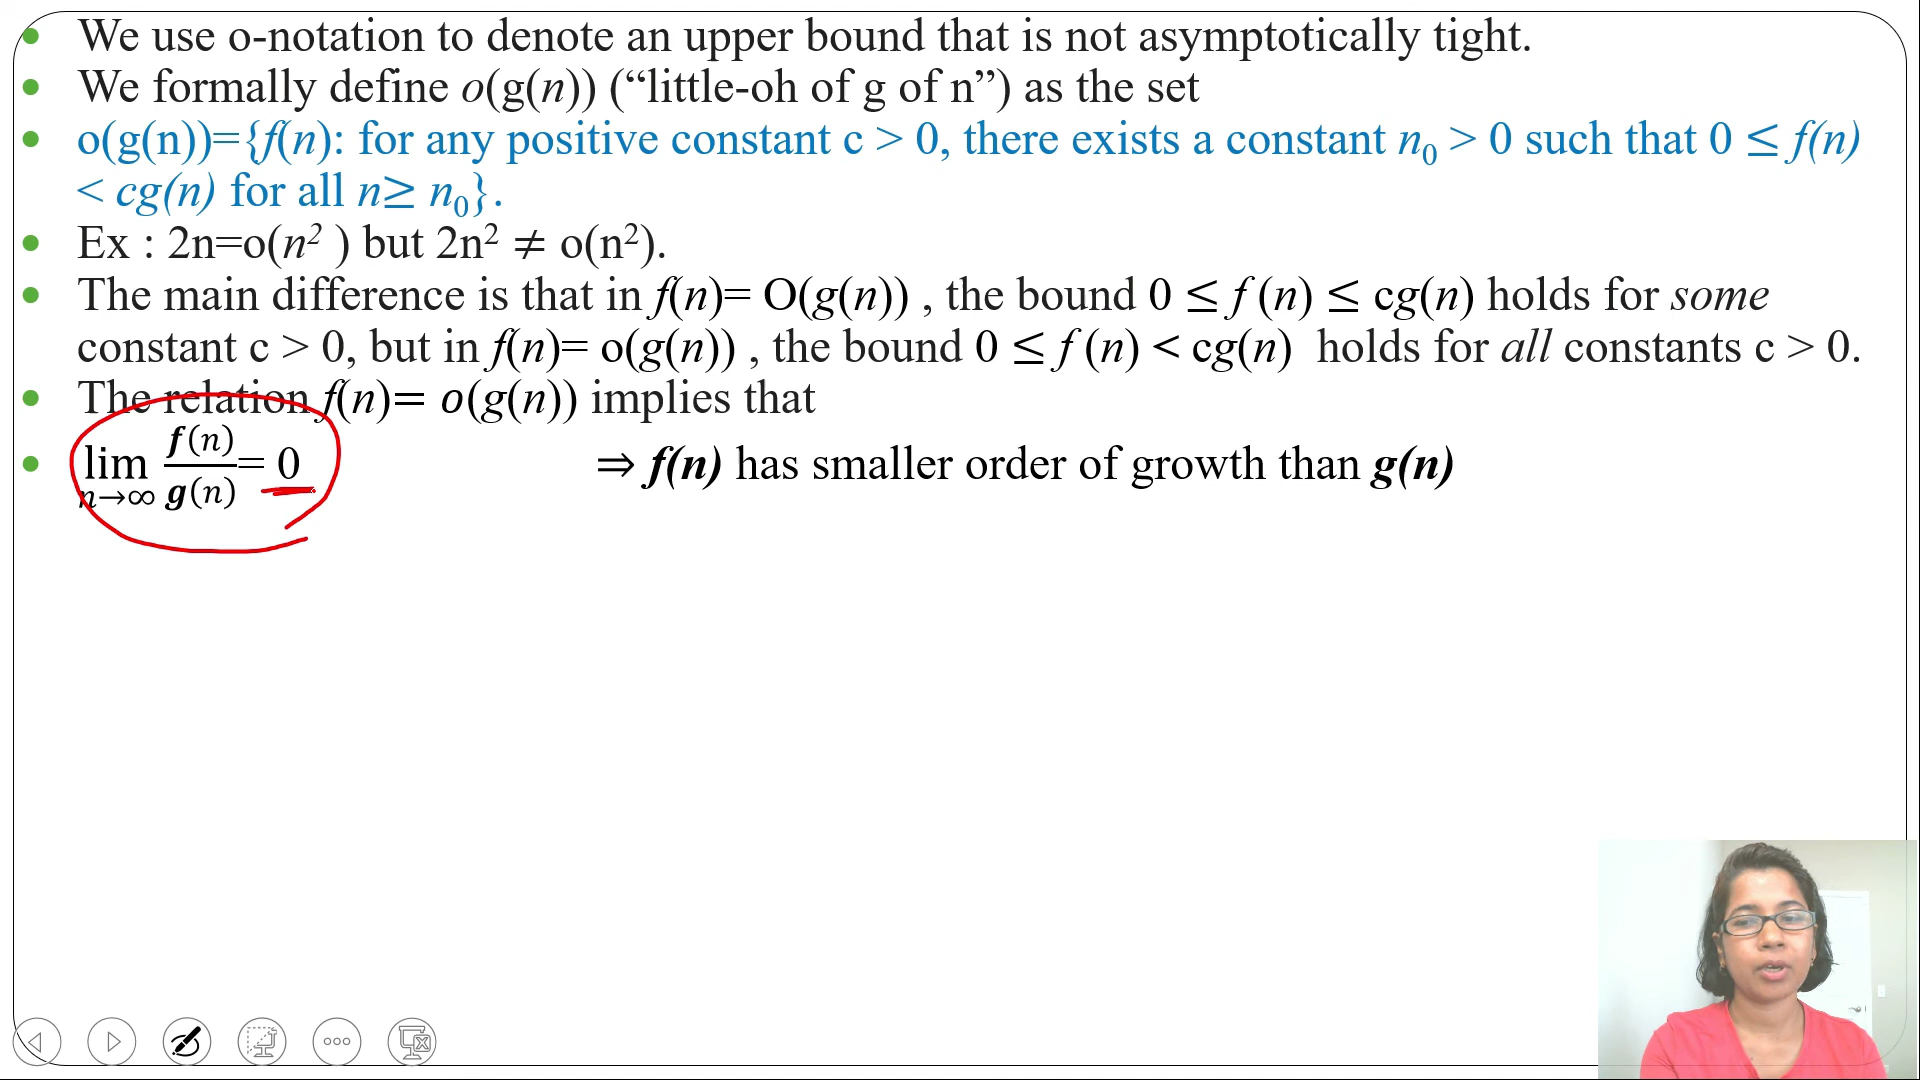 We use o-notation to denote an upper bound that is not asymptotically tight.
We formally define o(g(n)) (“little-oh of g of n”) as the set
o(g(n))={f(n): for any positive constant c > 0, there exists a constant n₀ > 0 such that 0 ≤ f(n)
< cg(n) for all n≥ n₀}.
Ex : 2n=o(n² ) but 2n² ≠ o(n²).
The main difference is that in f(n)= O(g(n)) , the bound 0 ≤ f (n) ≤ cg(n) holds for some
constant c > 0, but in f(n)= o(g(n)) , the bound 0 ≤ f (n) < cg(n) holds for all constants c > 0.
The relation f(n)= o(g(n)) implies that
lim n→∞ f(n)/g(n) = 0 ⇒ f(n) has smaller order of growth than g(n)